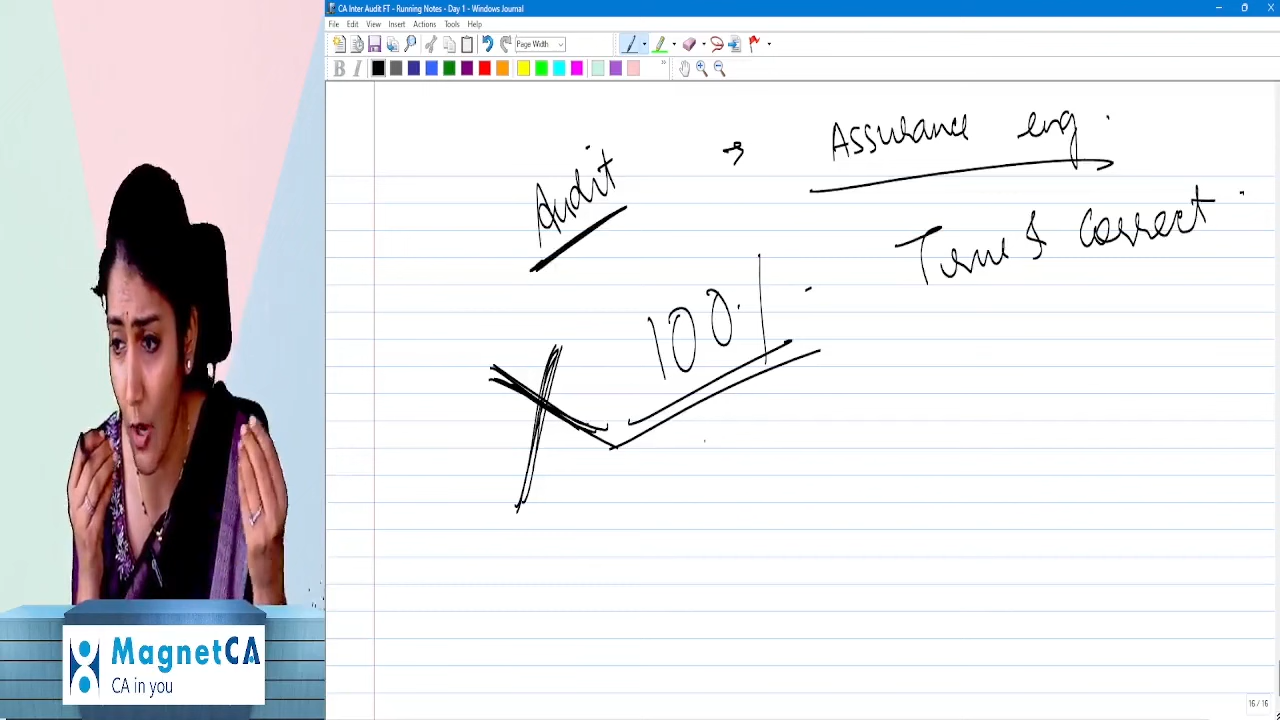 CA Inter Audit FT - Running Notes - Day 1 - Windows Journal
File Edit View Insert Actions Tools Help
Page Width
B I
Audit → Assurance eng.
True & Correct.
100%.
MagnetCA
CA in you
16 / 16